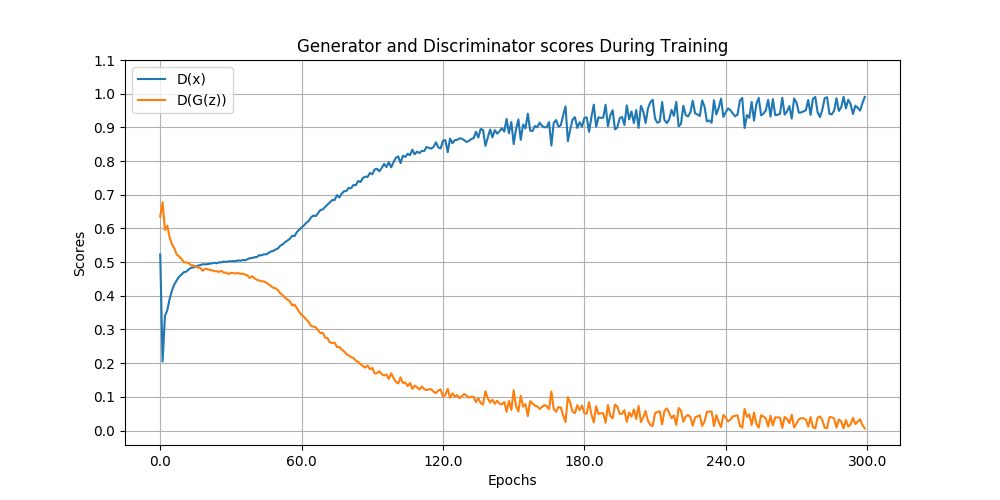 Generator and Discriminator scores During Training
D(x)
D(G(z))
Scores
1.1
1.0
0.9
0.8
0.7
0.6
0.5
0.4
0.3
0.2
0.1
0.0
0.0 60.0 120.0 180.0 240.0 300.0
Epochs